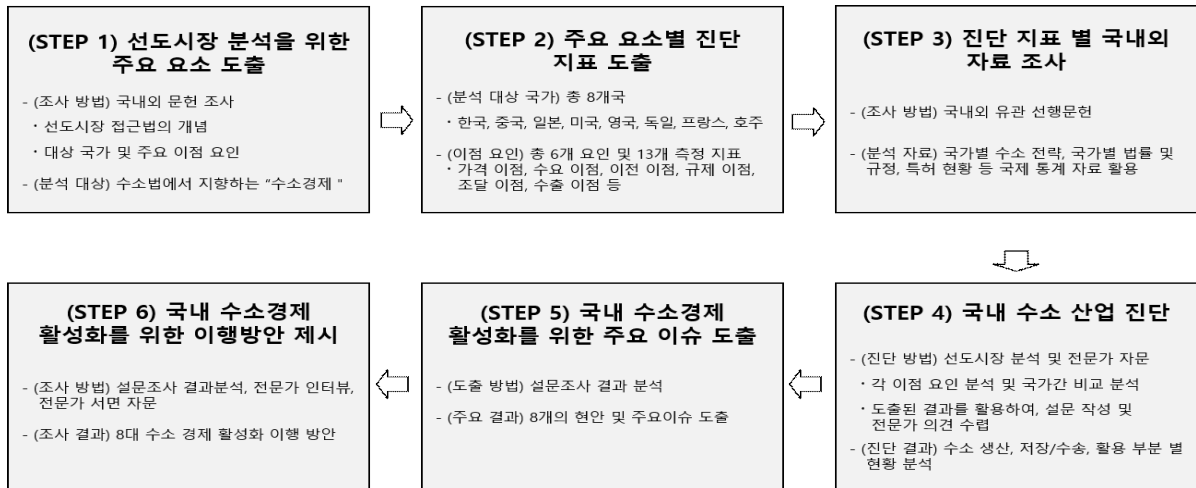 (STEP 1) 선도시장 분석을 위한
주요 요소 도출
- (조사 방법) 국내외 문헌 조사
・선도시장 접근법의 개념
・대상 국가 및 주요 이점 요인
- (분석 대상) 수소법에서 지향하는 "수소경제 "
(STEP 2) 주요 요소별 진단
지표 도출
- (분석 대상 국가) 총 8개국
・한국, 중국, 일본, 미국, 영국, 독일, 프랑스, 호주
- (이점 요인) 총 6개 요인 및 13개 측정 지표
・가격 이점, 수요 이점, 이전 이점, 규제 이점,
조달 이점, 수출 이점 등
(STEP 3) 진단 지표 별 국내외
자료 조사
- (조사 방법) 국내외 유관 선행문헌
- (분석 자료) 국가별 수소 전략, 국가별 법률 및
규정, 특허 현황 등 국제 통계 자료 활용
(STEP 4) 국내 수소 산업 진단
- (진단 방법) 선도시장 분석 및 전문가 자문
・각 이점 요인 분석 및 국가간 비교 분석
・도출된 결과를 활용하여, 설문 작성 및
전문가 의견 수렴
- (진단 결과) 수소 생산, 저장/수송, 활용 부분 별
현황 분석
(STEP 5) 국내 수소경제
활성화를 위한 주요 이슈 도출
- (도출 방법) 설문조사 결과 분석
- (주요 결과) 8개의 현안 및 주요이슈 도출
(STEP 6) 국내 수소경제
활성화를 위한 이행방안 제시
- (조사 방법) 설문조사 결과분석, 전문가 인터뷰,
전문가 서면 자문
- (조사 결과) 8대 수소 경제 활성화 이행 방안